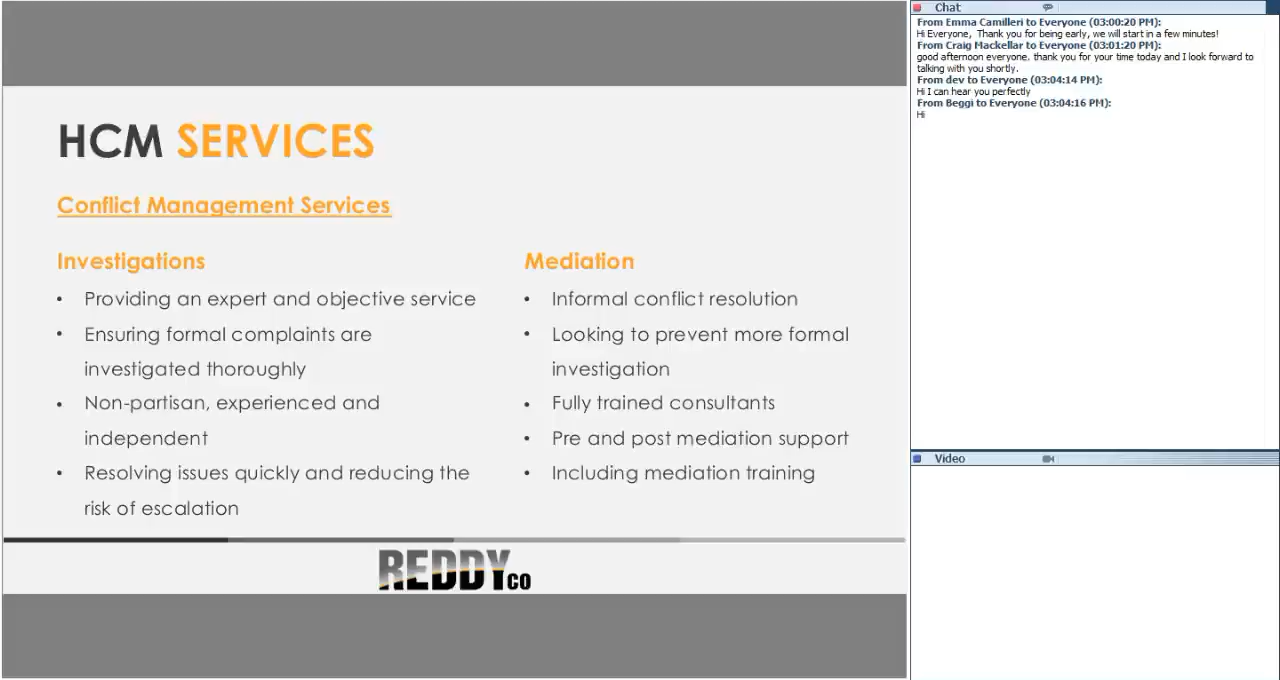 HCM SERVICES
Conflict Management Services
Investigations
• Providing an expert and objective service
• Ensuring formal complaints are
investigated thoroughly
• Non-partisan, experienced and
independent
• Resolving issues quickly and reducing the
risk of escalation
Mediation
• Informal conflict resolution
• Looking to prevent more formal
investigation
• Fully trained consultants
• Pre and post mediation support
• Including mediation training
REDDYCO
Chat
From Emma Camilleri to Everyone (03:00:20 PM):
Hi Everyone, Thank you for being early, we will start in a few minutes!
From Craig Mackellar to Everyone (03:01:20 PM):
good afternoon everyone. thank you for your time today and I look forward to
talking with you shortly.
From dev to Everyone (03:04:14 PM):
Hi I can hear you perfectly
From Beggi to Everyone (03:04:16 PM):
Hi
Video